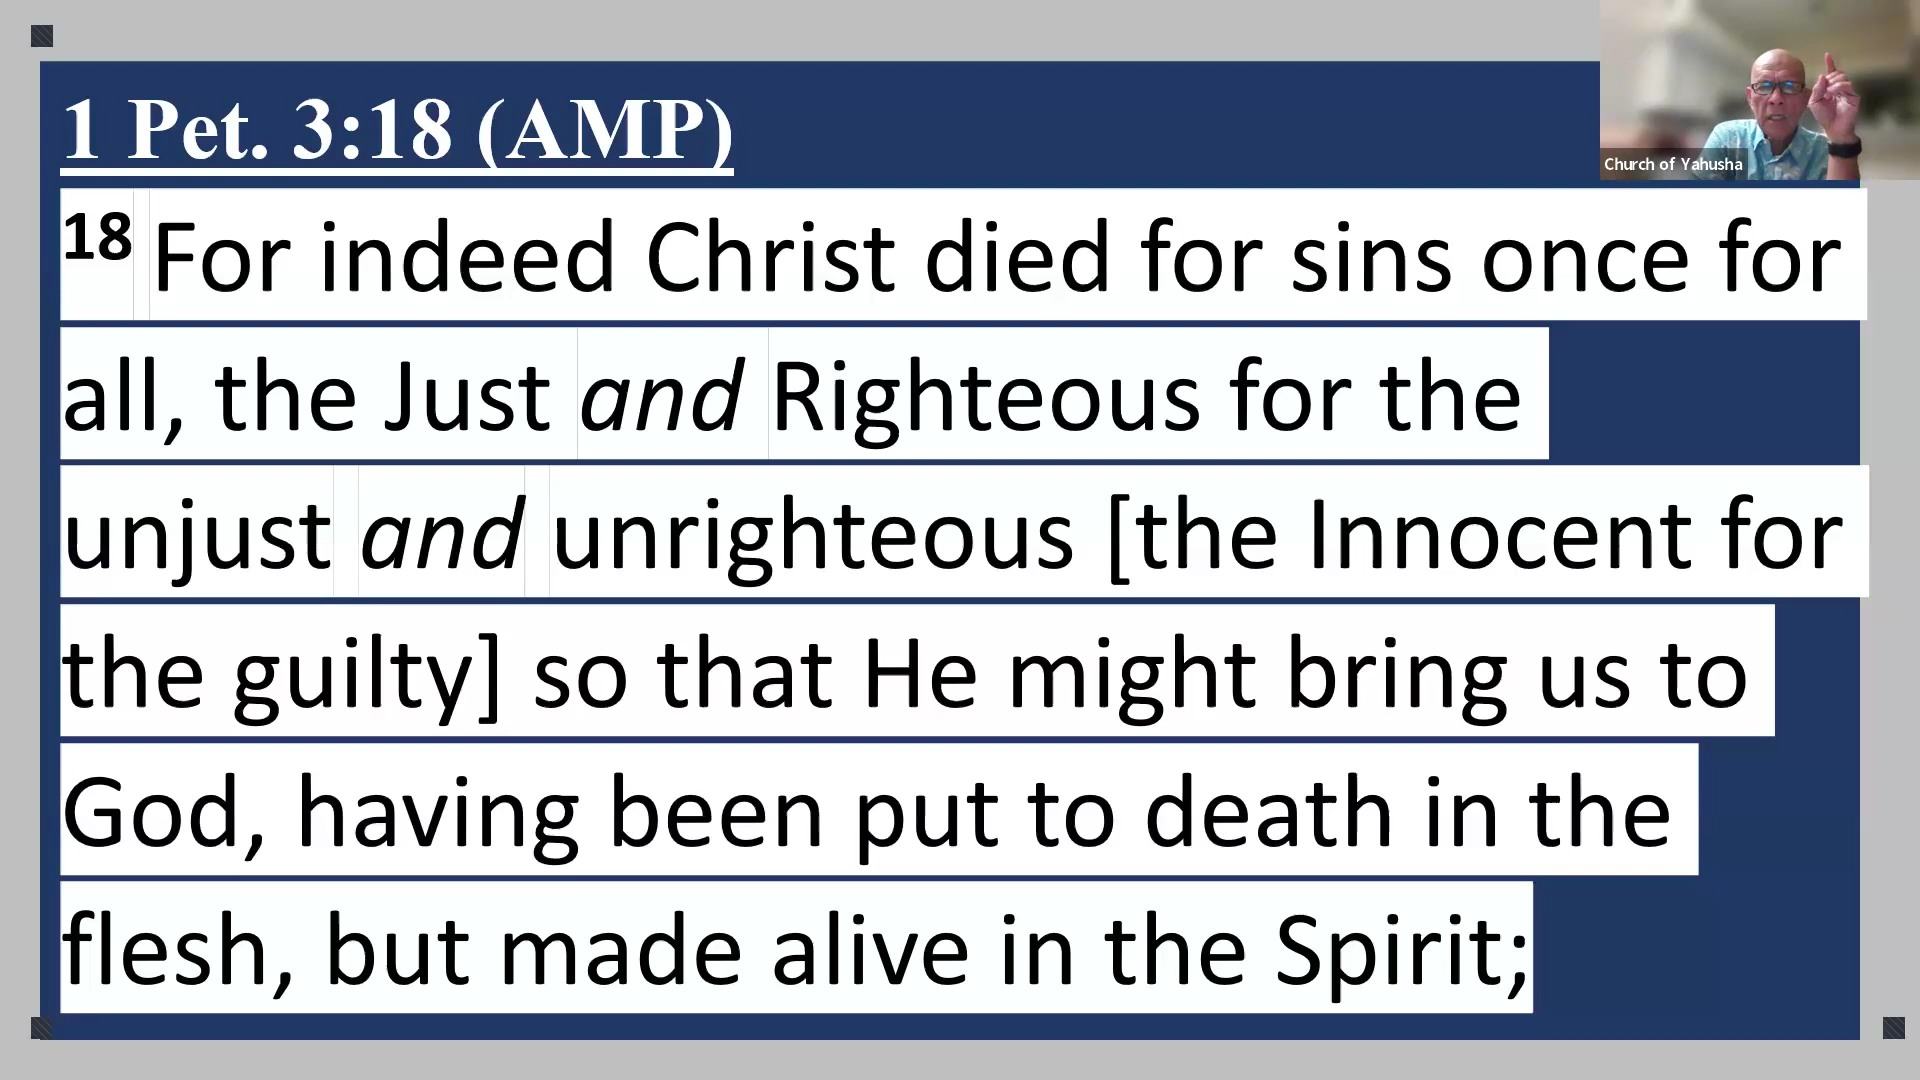 1 Pet. 3:18 (AMP)
Church of Yahusha
18 For indeed Christ died for sins once for
all, the Just and Righteous for the
unjust and unrighteous [the Innocent for
the guilty] so that He might bring us to
God, having been put to death in the
flesh, but made alive in the Spirit;